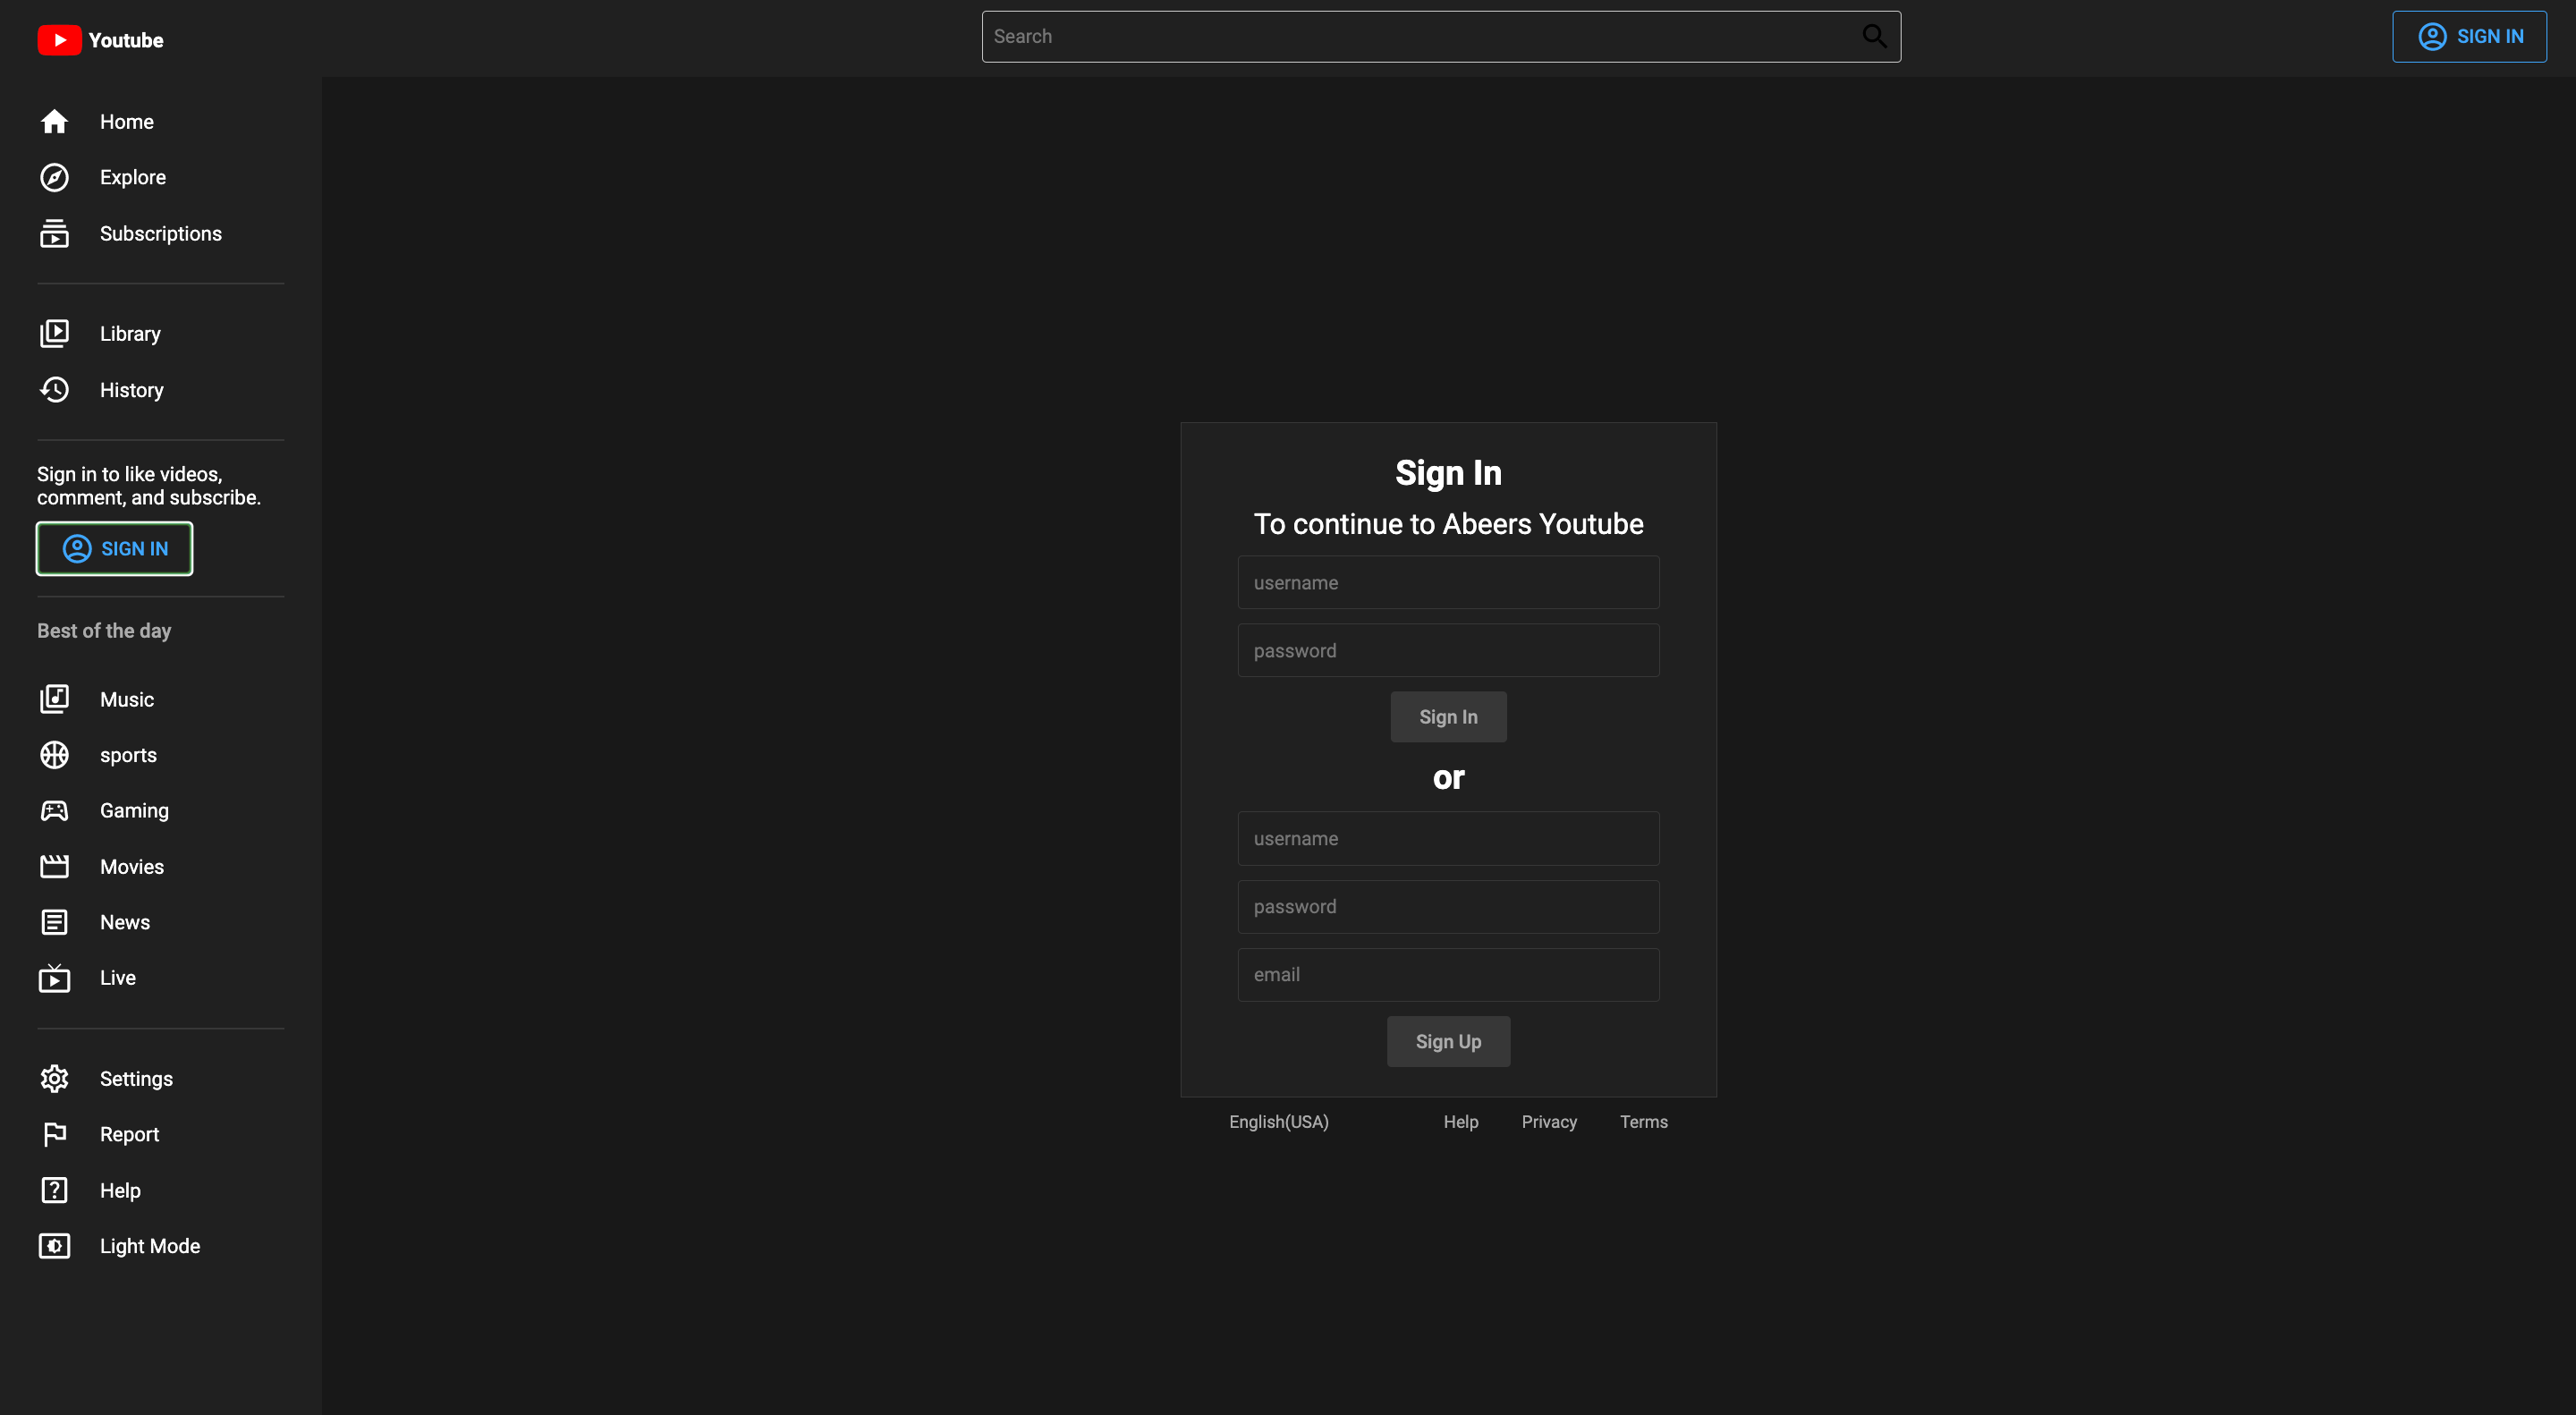 Youtube
Search
SIGN IN
Home
Explore
Subscriptions
Library
History
Sign in to like videos,
comment, and subscribe.
SIGN IN
Best of the day
Music
sports
Gaming
Movies
News
Live
Settings
Report
Help
Light Mode
Sign In
To continue to Abeers Youtube
username
password
Sign In
or
username
password
email
Sign Up
English(USA) Help Privacy Terms